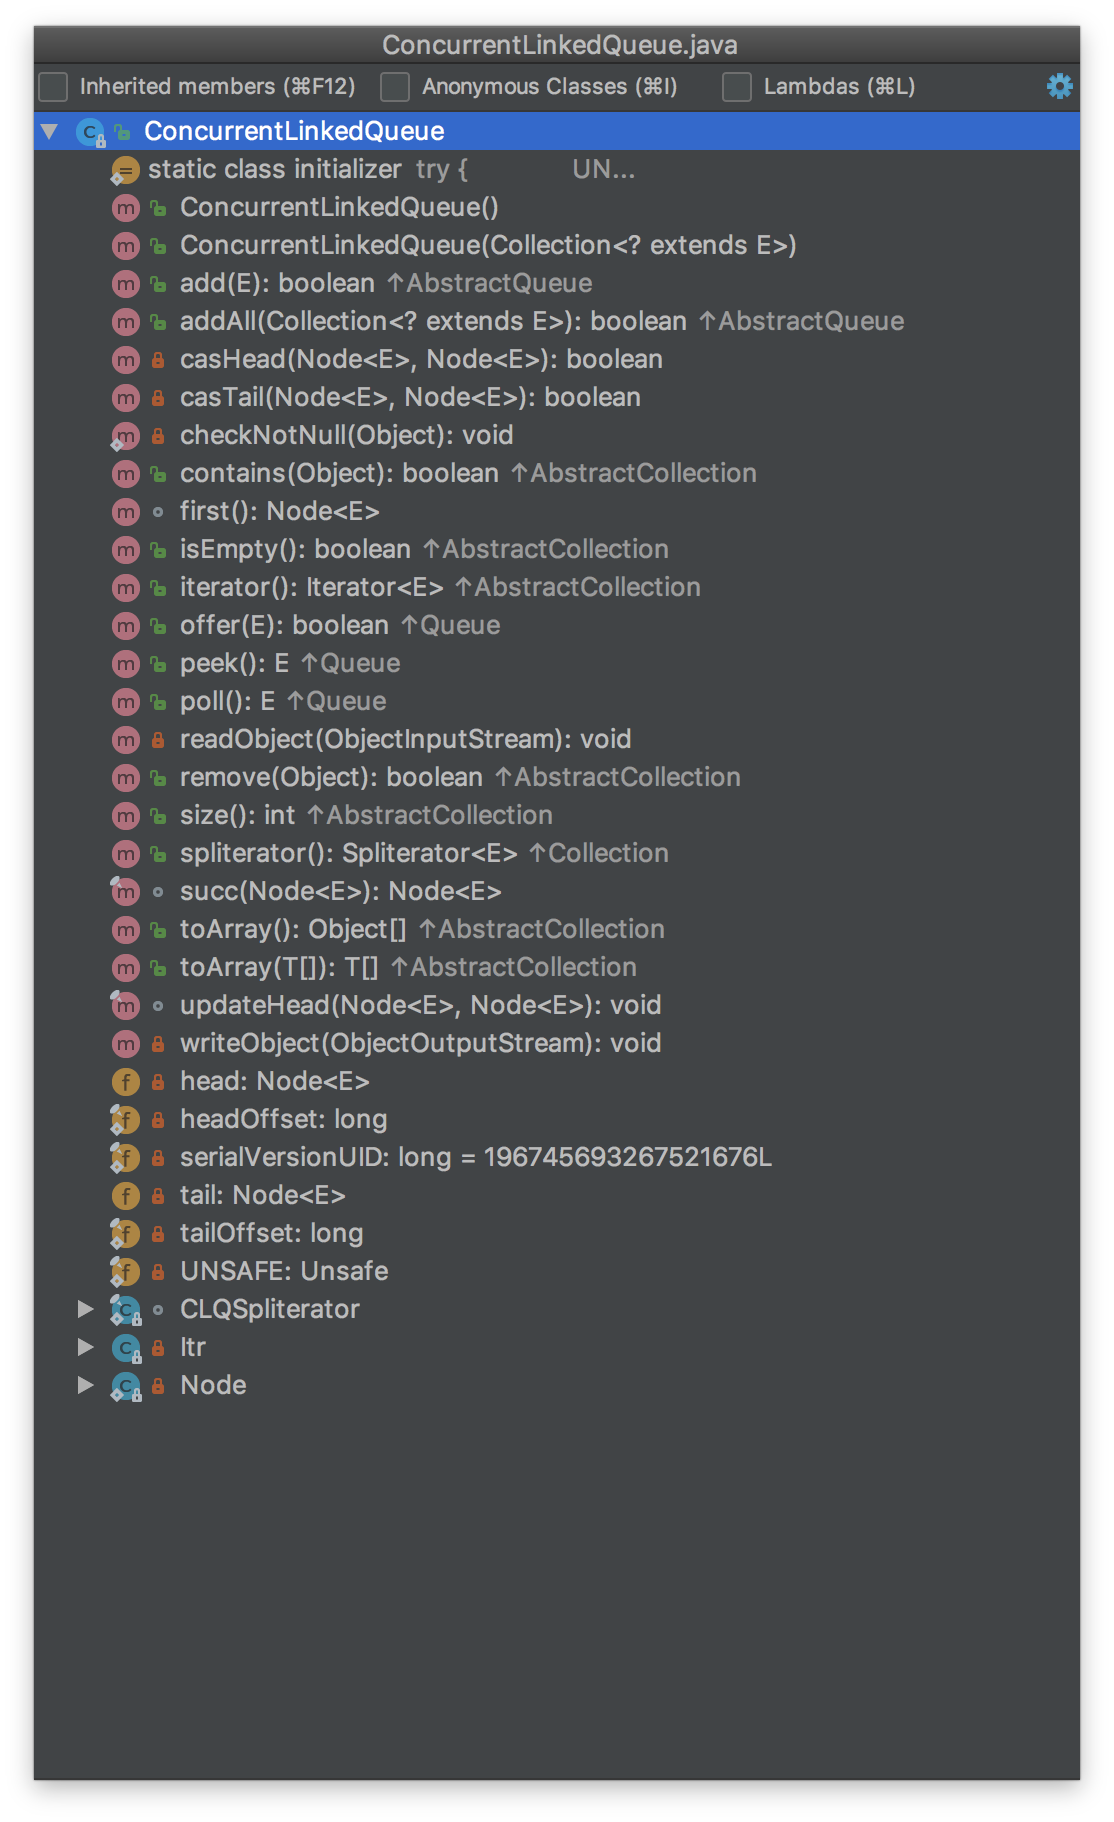 ConcurrentLinkedQueue.java
Inherited members (⌘F12) Anonymous Classes (⌘I) Lambdas (⌘L)
C ConcurrentLinkedQueue
= static class initializer try { UN...
m ConcurrentLinkedQueue()
m ConcurrentLinkedQueue(Collection<? extends E>)
m add(E): boolean ↑AbstractQueue
m addAll(Collection<? extends E>): boolean ↑AbstractQueue
m casHead(Node<E>, Node<E>): boolean
m casTail(Node<E>, Node<E>): boolean
m checkNotNull(Object): void
m contains(Object): boolean ↑AbstractCollection
m first(): Node<E>
m isEmpty(): boolean ↑AbstractCollection
m iterator(): Iterator<E> ↑AbstractCollection
m offer(E): boolean ↑Queue
m peek(): E ↑Queue
m poll(): E ↑Queue
m readObject(ObjectInputStream): void
m remove(Object): boolean ↑AbstractCollection
m size(): int ↑AbstractCollection
m spliterator(): Spliterator<E> ↑Collection
m succ(Node<E>): Node<E>
m toArray(): Object[] ↑AbstractCollection
m toArray(T[]): T[] ↑AbstractCollection
m updateHead(Node<E>, Node<E>): void
m writeObject(ObjectOutputStream): void
f head: Node<E>
f headOffset: long
f serialVersionUID: long = 196745693267521676L
f tail: Node<E>
f tailOffset: long
f UNSAFE: Unsafe
C CLQSpliterator
C Itr
C Node